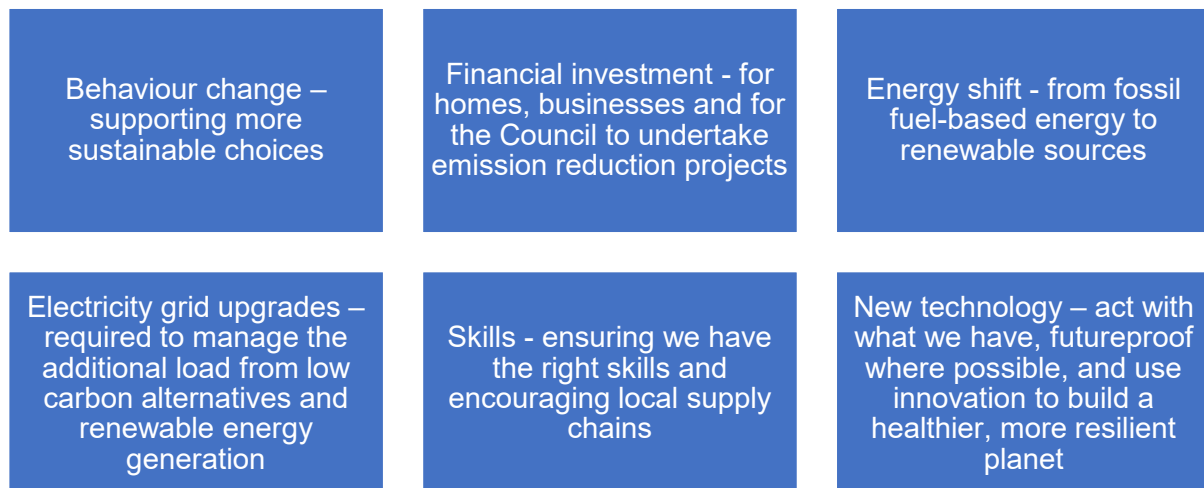 Behaviour change –
supporting more
sustainable choices
Financial investment - for
homes, businesses and for
the Council to undertake
emission reduction projects
Energy shift - from fossil
fuel-based energy to
renewable sources
Electricity grid upgrades –
required to manage the
additional load from low
carbon alternatives and
renewable energy
generation
Skills - ensuring we have
the right skills and
encouraging local supply
chains
New technology – act with
what we have, futureproof
where possible, and use
innovation to build a
healthier, more resilient
planet